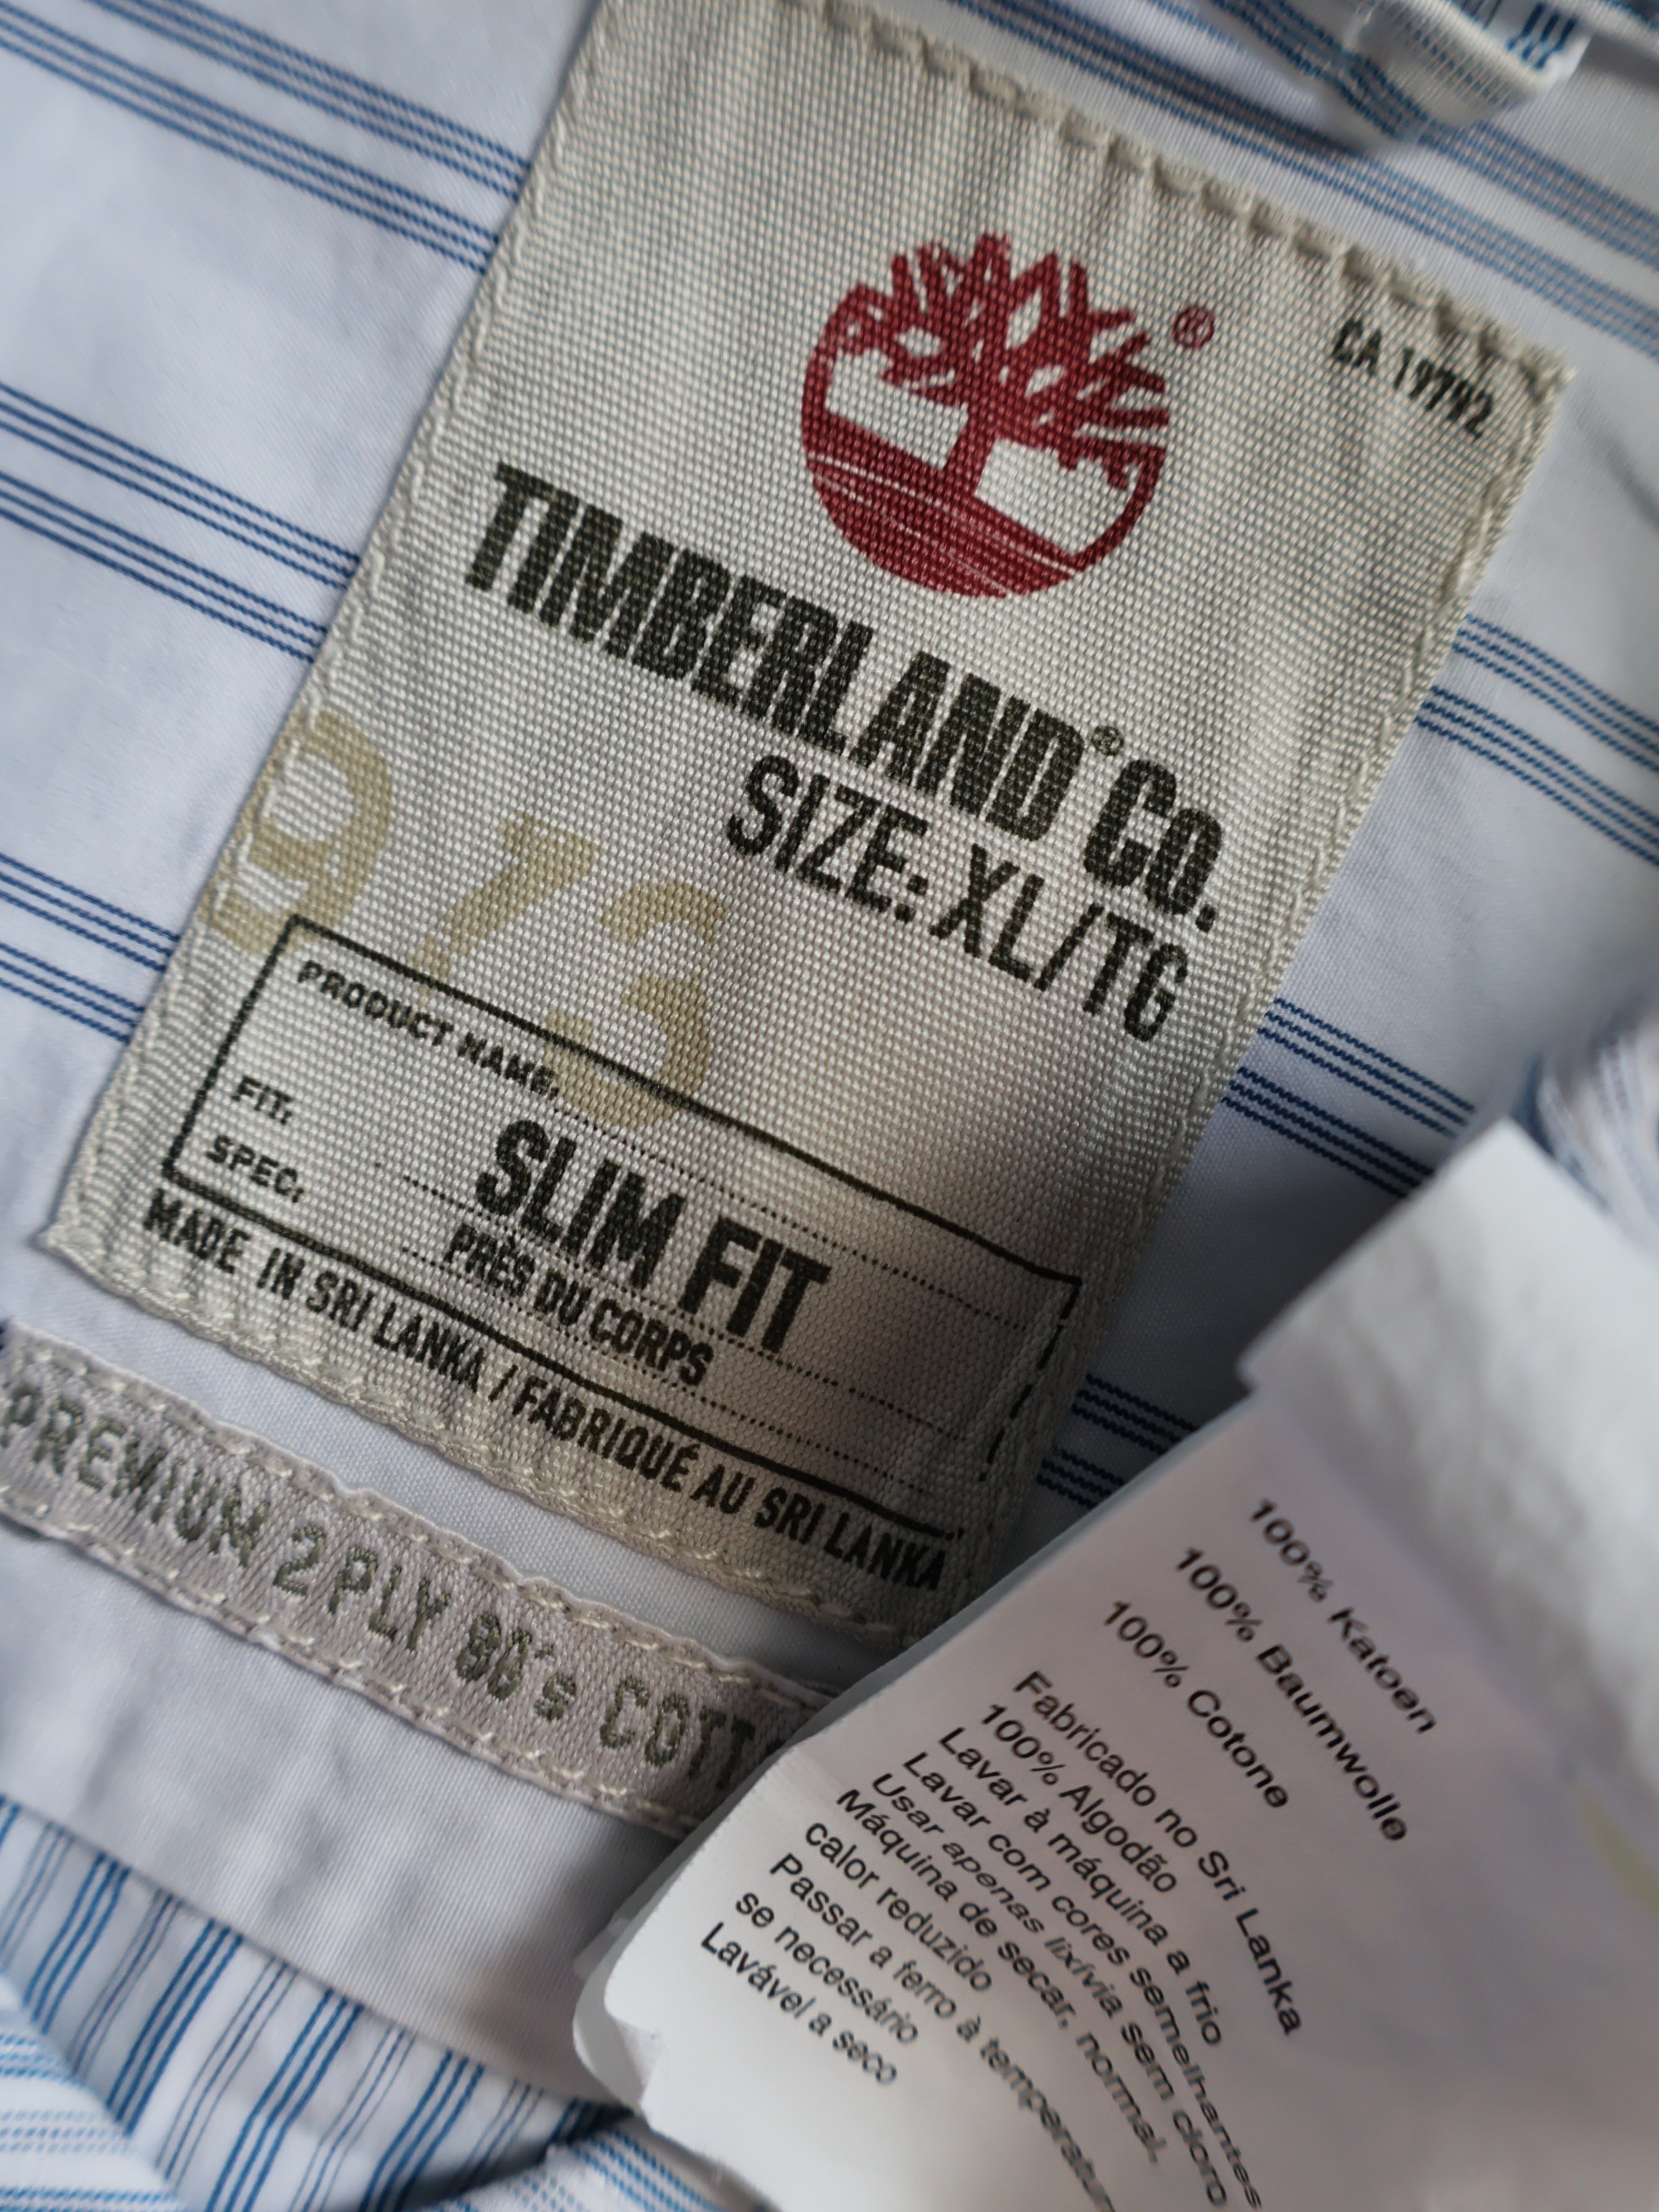 ®
CA 19792
TIMBERLAND® CO.
SIZE: XL/TG
973
PRODUCT NAME:
FIT:
SLIM FIT
SPEC:
PRÈS DU CORPS
MADE IN SRI LANKA / FABRIQUÉ AU SRI LANKA
PREMIUM 2 PLY 80's COTT
100% Katoen
100% Baumwolle
100% Cotone
Fabricado no Sri Lanka
100% Algodão
Lavar à máquina a frio
Lavar com cores semelhantes
Usar apenas lixívia sem cloro
Máquina de secar, normal,
calor reduzido
Passar a ferro à temperatur
se necessário
Lavável a seco